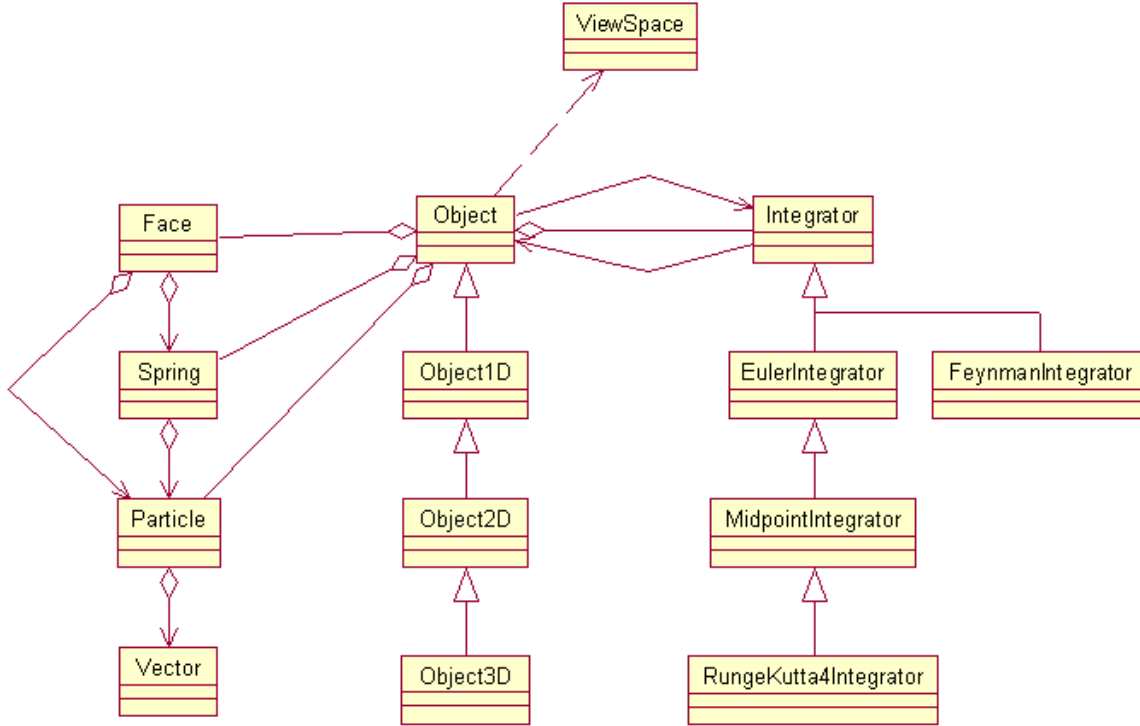 ViewSpace
Face
Object
Integrator
Spring
Object1D
EulerIntegrator
FeynmanIntegrator
Particle
Object2D
MidpointIntegrator
Vector
Object3D
RungeKutta4Integrator